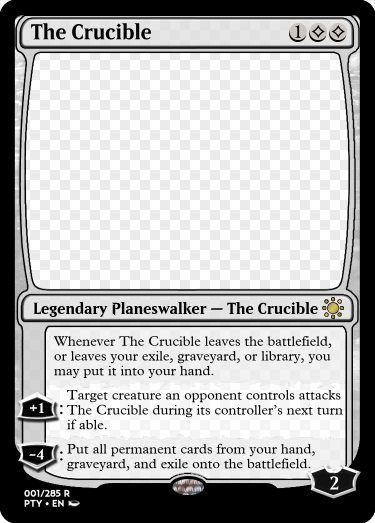 The Crucible 1
Legendary Planeswalker — The Crucible
Whenever The Crucible leaves the battlefield,
or leaves your exile, graveyard, or library, you
may put it into your hand.
Target creature an opponent controls attacks
+1: The Crucible during its controller's next turn
if able.
-4: Put all permanent cards from your hand,
graveyard, and exile onto the battlefield.
2
001/285 R
PTY • EN